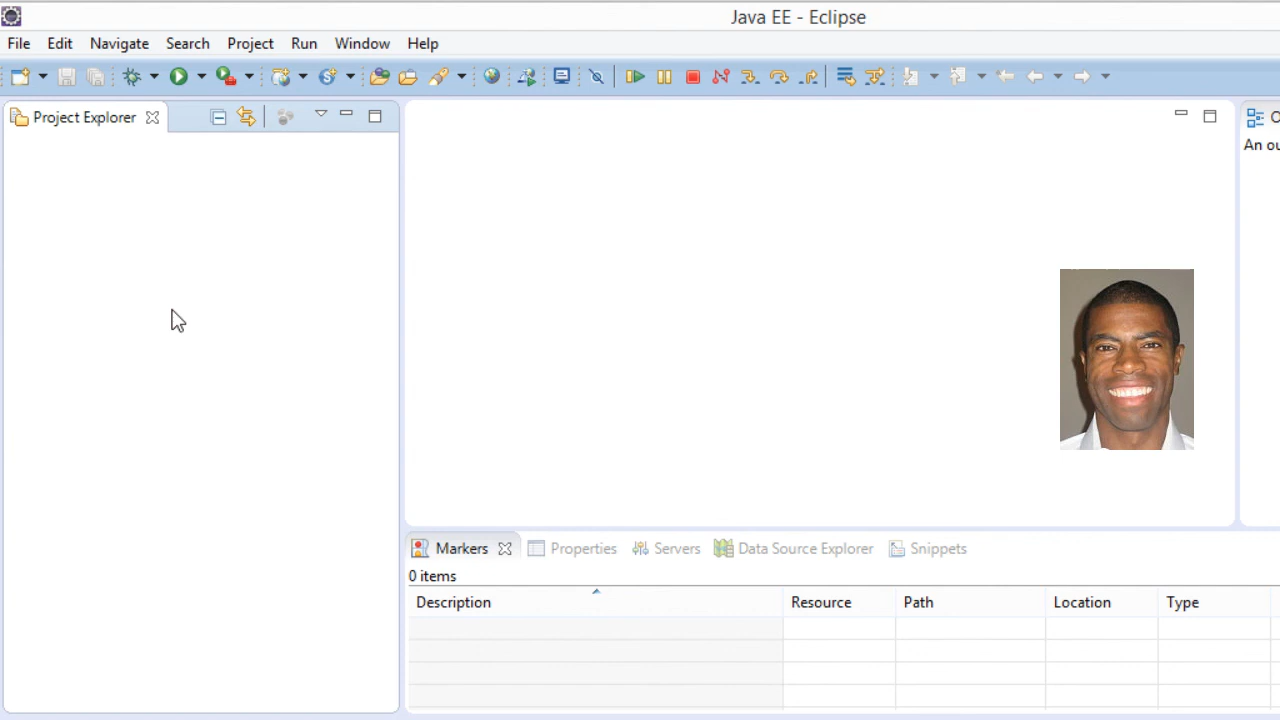 Java EE - Eclipse
File Edit Navigate Search Project Run Window Help
Project Explorer
An ou
Markers Properties Servers Data Source Explorer Snippets
0 items
Description Resource Path Location Type